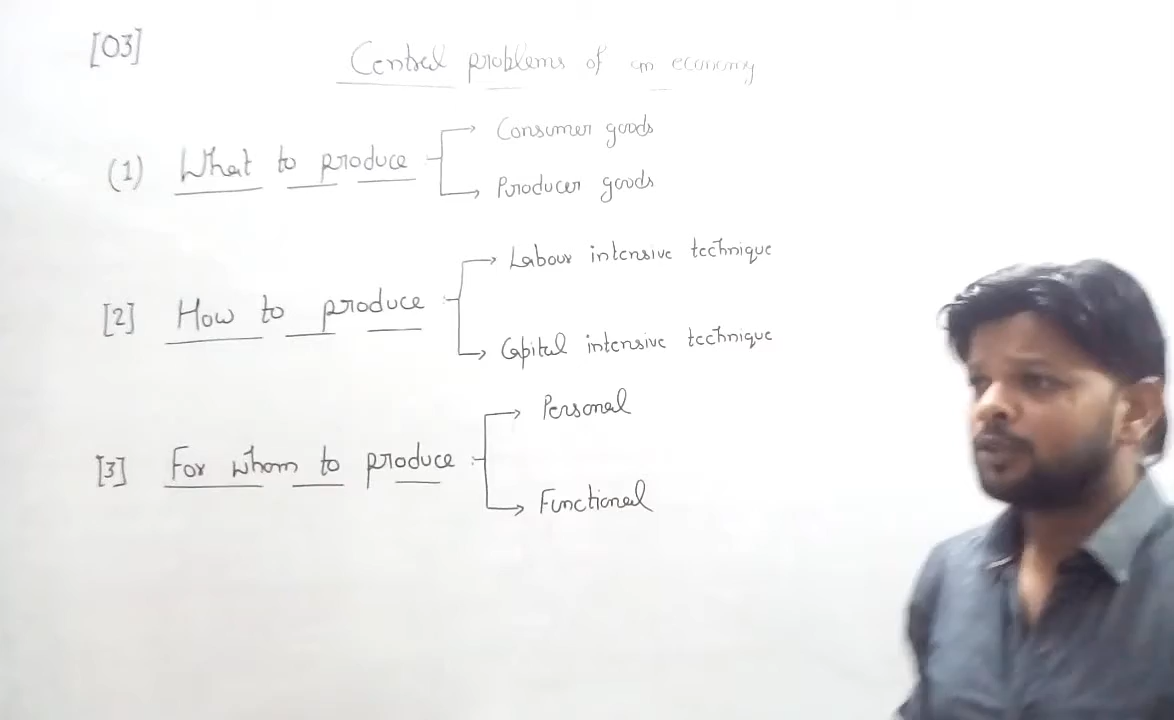 [03]
Central problems of an economy
(1) What to produce
Consumer goods
Producer goods
[2] How to produce :
Labour intensive technique
Capital intensive technique
[3] For whom to produce :
Personal
Functional